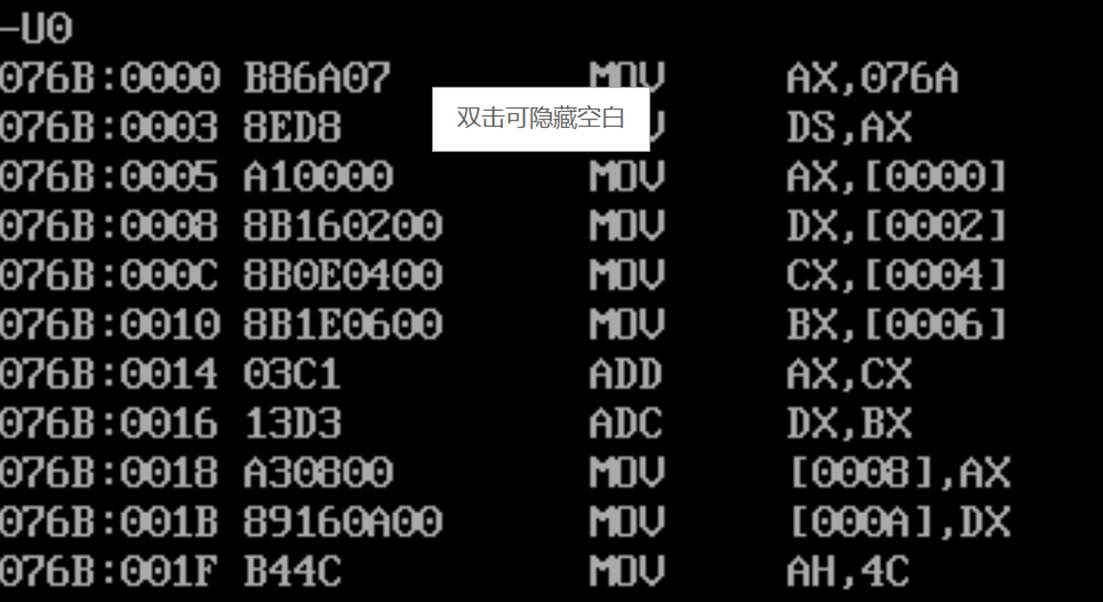 -U0
076B:0000 B86A07 MOV AX,076A
双击可隐藏空白
076B:0003 8ED8 DS,AX
076B:0005 A10000 MOV AX,[0000]
076B:0008 8B160200 MOV DX,[0002]
076B:000C 8B0E0400 MOV CX,[0004]
076B:0010 8B1E0600 MOV BX,[0006]
076B:0014 03C1 ADD AX,CX
076B:0016 13D3 ADC DX,BX
076B:0018 A30800 MOV [0008],AX
076B:001B 89160A00 MOV [000A],DX
076B:001F B44C MOV AH,4C